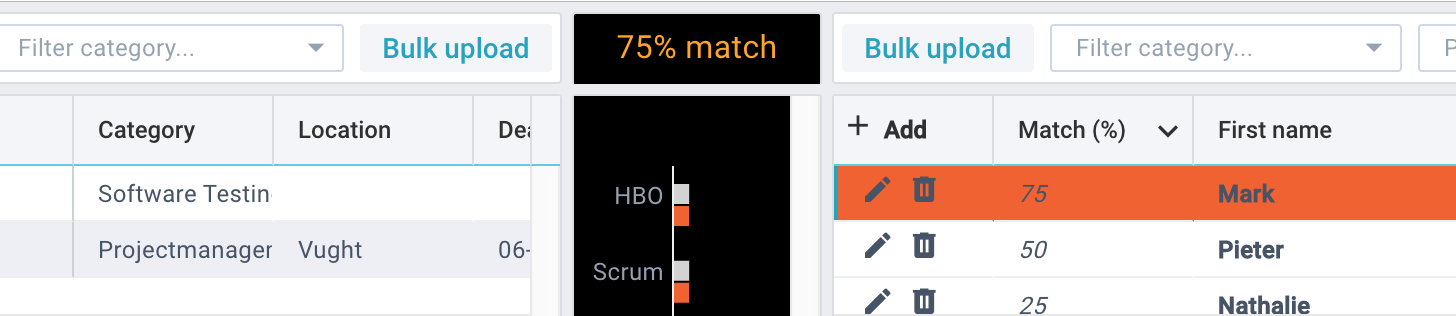 Filter category...
Bulk upload
75% match
Bulk upload
Filter category...
Category
Location
Software Testin
Projectmanager
Vught
06-
HBO
Scrum
+ Add
Match (%)
First name
75
Mark
50
Pieter
25
Nathalie